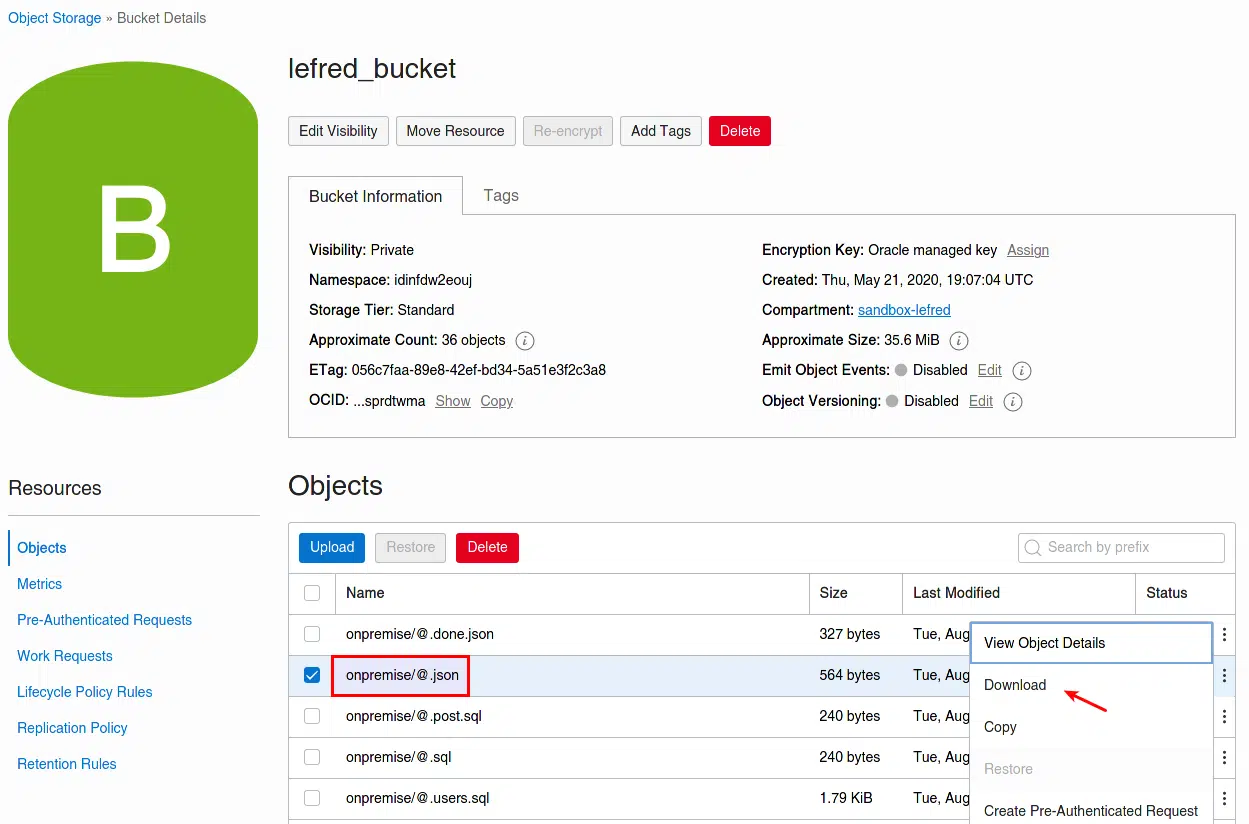 Object Storage » Bucket Details
B
lefred_bucket
Edit Visibility Move Resource Re-encrypt Add Tags Delete
Bucket Information Tags
Visibility: Private
Namespace: idinfdw2eouj
Storage Tier: Standard
Approximate Count: 36 objects i
ETag: 056c7faa-89e8-42ef-bd34-5a51e3f2c3a8
OCID: ...sprdtwma Show Copy
Encryption Key: Oracle managed key Assign
Created: Thu, May 21, 2020, 19:07:04 UTC
Compartment: sandbox-lefred
Approximate Size: 35.6 MiB i
Emit Object Events: Disabled Edit i
Object Versioning: Disabled Edit i
Resources
Objects
Metrics
Pre-Authenticated Requests
Work Requests
Lifecycle Policy Rules
Replication Policy
Retention Rules
Objects
Upload Restore Delete Search by prefix
Name Size Last Modified Status
onpremise/@.done.json 327 bytes Tue, Aug
onpremise/@.json 564 bytes Tue, Aug
onpremise/@.post.sql 240 bytes Tue, Aug
onpremise/@.sql 240 bytes Tue, Aug
onpremise/@.users.sql 1.79 KiB Tue, Aug
View Object Details
Download
Copy
Restore
Create Pre-Authenticated Request